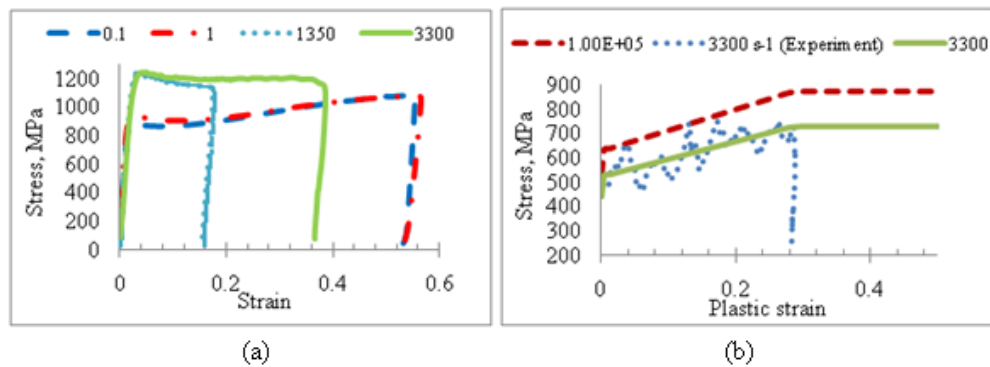 0.1 1 1350 3300
1200
1000
800
600
400
200
0
Stress, MPa
0 0.2 0.4 0.6
Strain
(a)
1.00E+05 3300 s-1 (Experiment) 3300
900
800
700
600
500
400
300
200
Stress, MPa
0 0.2 0.4
Plastic strain
(b)